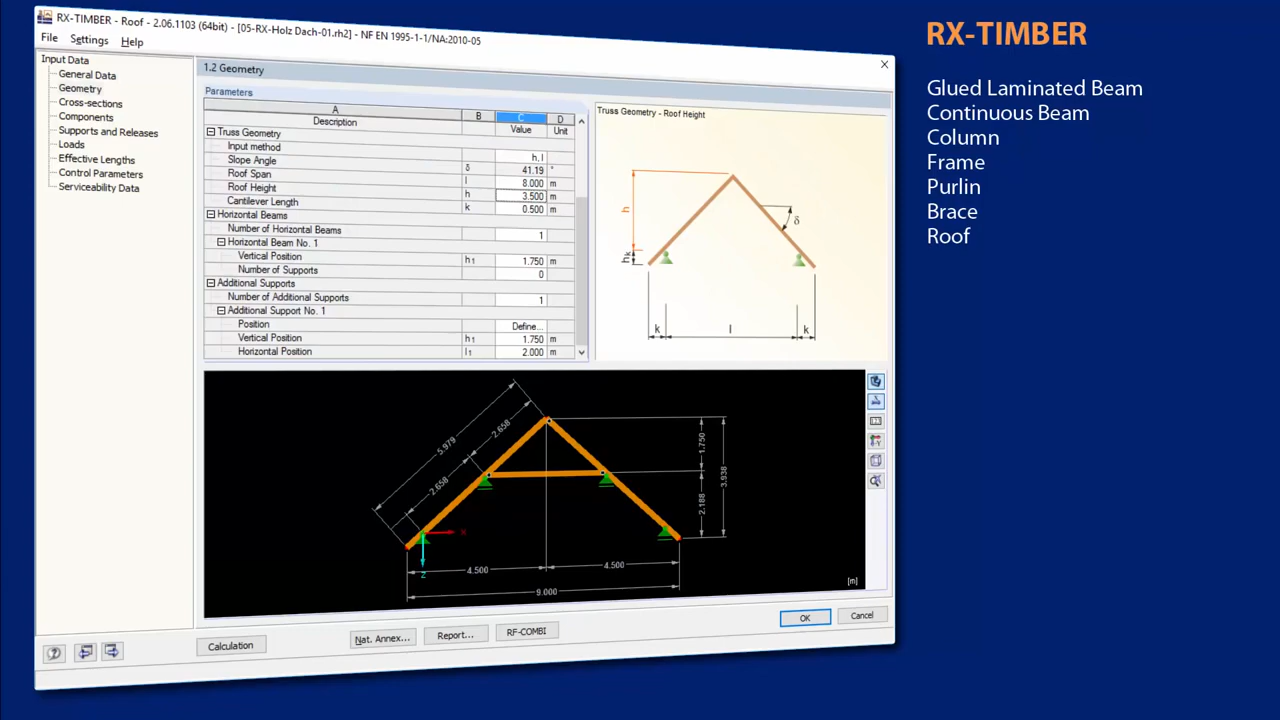 RX-TIMBER - Roof - 2.06.1103 (64bit) - [05-RX-Holz Dach-01.rh2] - NF EN 1995-1-1/NA:2010-05
File Settings Help
Input Data
General Data
Geometry
Cross-sections
Components
Supports and Releases
Loads
Effective Lengths
Control Parameters
Serviceability Data
1.2 Geometry
Parameters
A B C D
Description Value Unit
Truss Geometry
Input method h, l
Slope Angle δ 41.19 °
Roof Span l 8.000 m
Roof Height h 3.500 m
Cantilever Length k 0.500 m
Horizontal Beams
Number of Horizontal Beams 1
Horizontal Beam No. 1
Vertical Position h1 1.750 m
Number of Supports 0
Additional Supports
Number of Additional Supports 1
Additional Support No. 1
Position Define...
Vertical Position h1 1.750 m
Horizontal Position l1 2.000 m
Truss Geometry - Roof Height
h
δ
hk
k l k
5.979
2.658
2.658
1.750
3.938
2.188
X
Z
4.500 4.500
9.000
[m]
Calculation Nat. Annex... Report... RF-COMBI OK Cancel
RX-TIMBER
Glued Laminated Beam
Continuous Beam
Column
Frame
Purlin
Brace
Roof